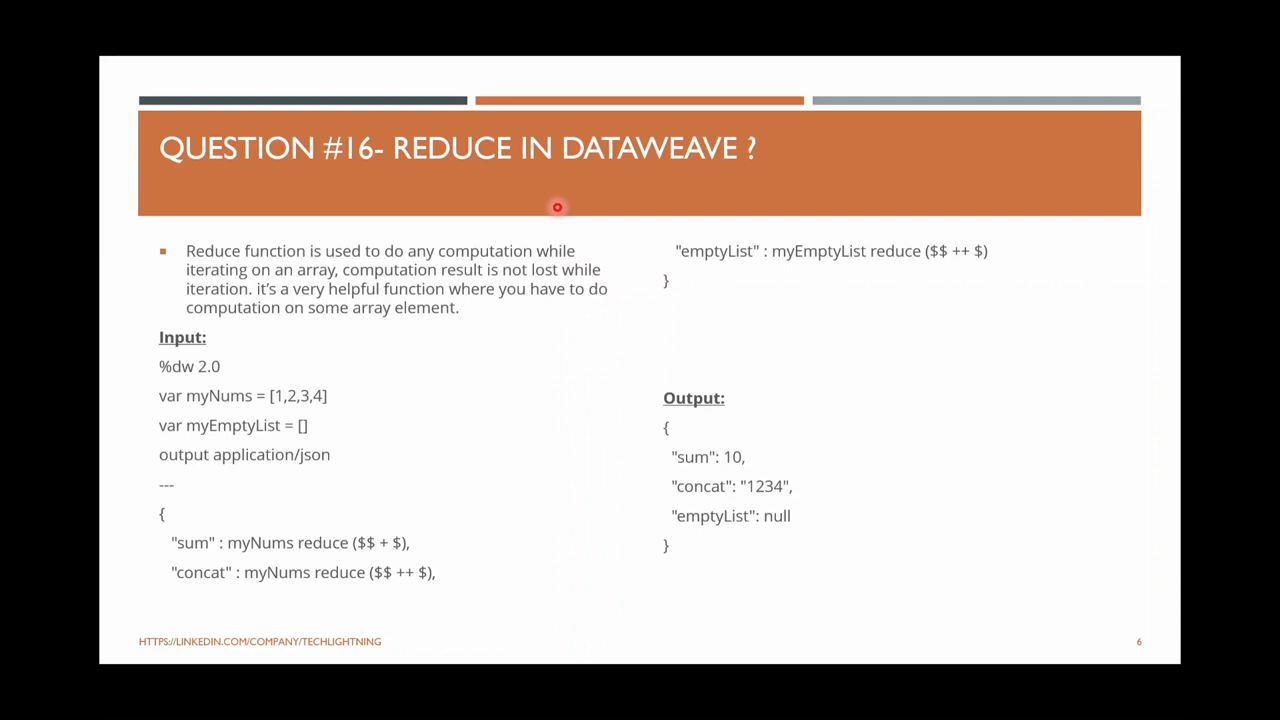 QUESTION #16- REDUCE IN DATAWEAVE ?
Reduce function is used to do any computation while
iterating on an array, computation result is not lost while
iteration. it’s a very helpful function where you have to do
computation on some array element.
Input:
%dw 2.0
var myNums = [1,2,3,4]
var myEmptyList = []
output application/json
---
{
"sum" : myNums reduce ($$ + $),
"concat" : myNums reduce ($$ ++ $),
"emptyList" : myEmptyList reduce ($$ ++ $)
}
Output:
{
"sum": 10,
"concat": "1234",
"emptyList": null
}
HTTPS://LINKEDIN.COM/COMPANY/TECHLIGHTNING
6